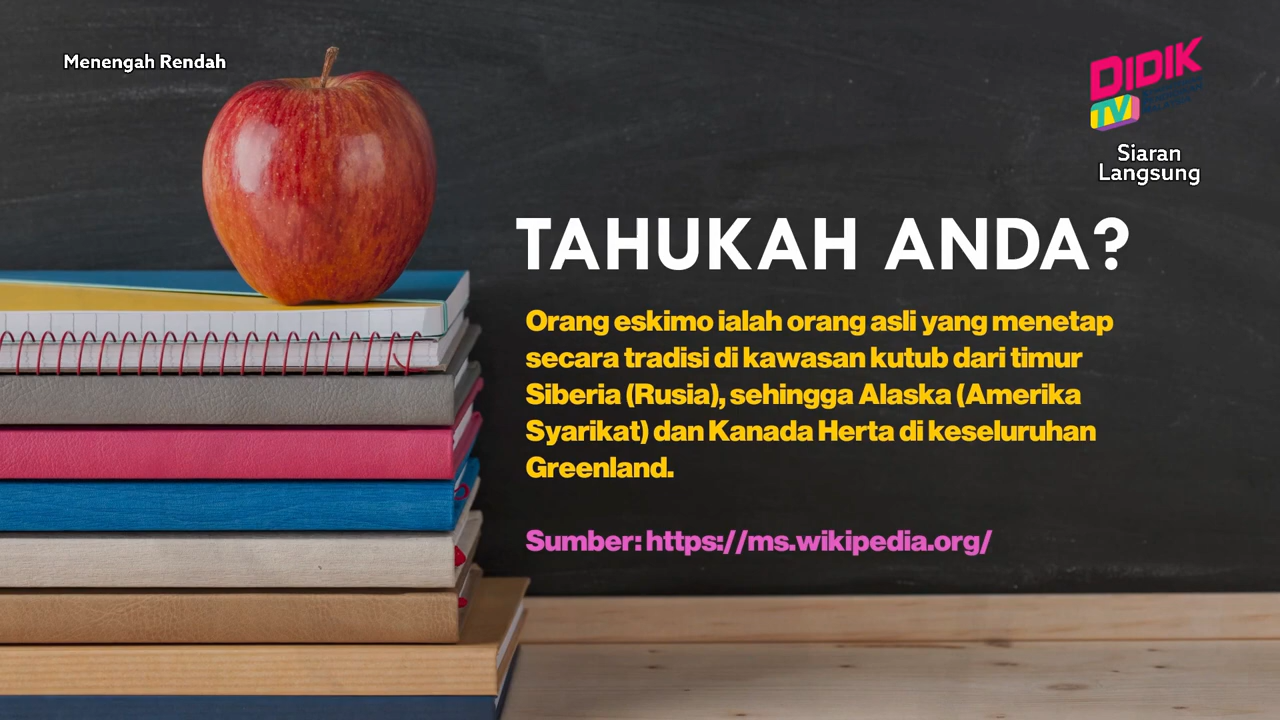 Menengah Rendah
DIDIK
TV
Siaran
Langsung
TAHUKAH ANDA?
Orang eskimo ialah orang asli yang menetap
secara tradisi di kawasan kutub dari timur
Siberia (Rusia), sehingga Alaska (Amerika
Syarikat) dan Kanada Herta di keseluruhan
Greenland.
Sumber: https://ms.wikipedia.org/